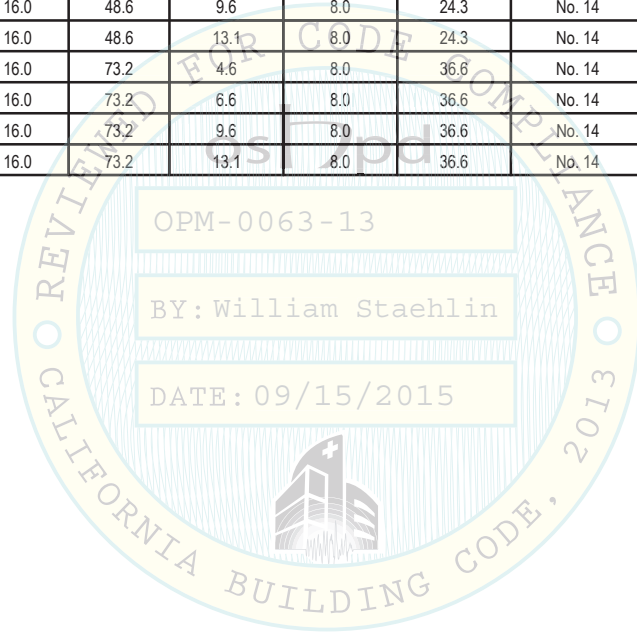 16.0 48.6 9.6 8.0 24.3 No. 14
16.0 48.6 13.1 8.0 24.3 No. 14
16.0 73.2 4.6 8.0 36.6 No. 14
16.0 73.2 6.6 8.0 36.6 No. 14
16.0 73.2 9.6 8.0 36.6 No. 14
16.0 73.2 13.1 8.0 36.6 No. 14
REVIEWED FOR CODE COMPLIANCE
oshpd
OPM-0063-13
BY: William Staehlin
DATE: 09/15/2015
CALIFORNIA BUILDING CODE, 2013